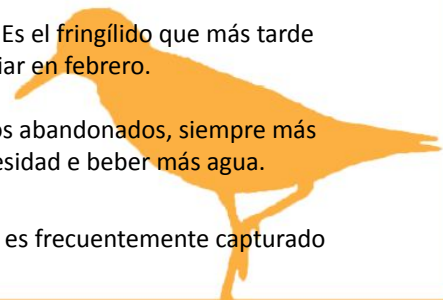 Es el fringílido que más tarde
iar en febrero.
os abandonados, siempre más
esidad e beber más agua.
es frecuentemente capturado